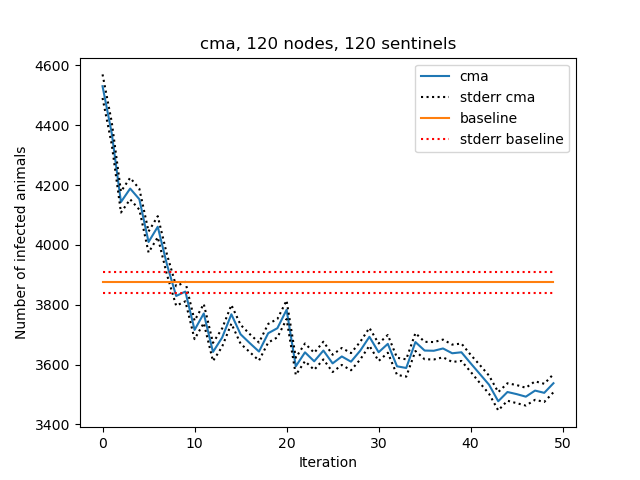 cma, 120 nodes, 120 sentinels
cma
stderr cma
baseline
stderr baseline
Number of infected animals
4600
4400
4200
4000
3800
3600
3400
0 10 20 30 40 50
Iteration